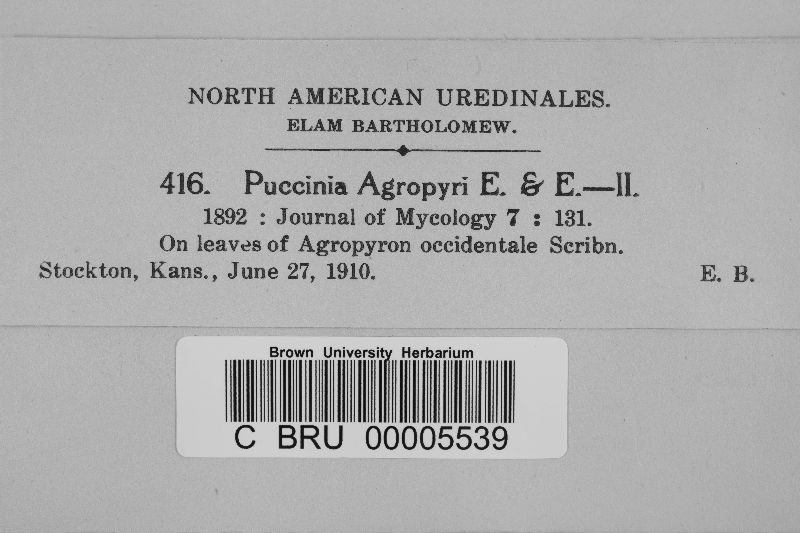 NORTH AMERICAN UREDINALES.
ELAM BARTHOLOMEW.
416. Puccinia Agropyri E. & E.—II.
1892 : Journal of Mycology 7 : 131.
On leaves of Agropyron occidentale Scribn.
Stockton, Kans., June 27, 1910. E. B.
Brown University Herbarium
C BRU 00005539